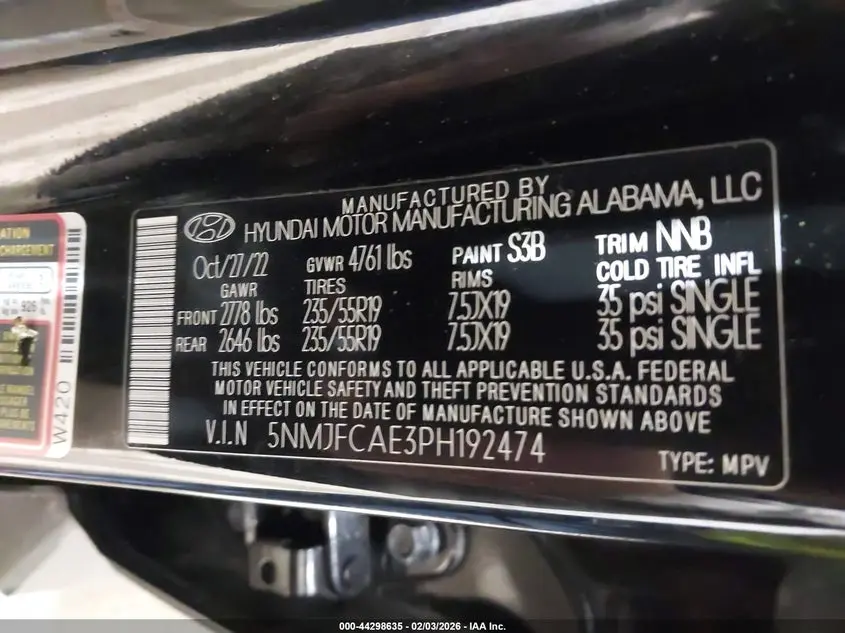 MANUFACTURED BY
HYUNDAI MOTOR MANUFACTURING ALABAMA, LLC
Oct/27/22 GVWR 4761 lbs PAINT S3B TRIM NNB
GAWR TIRES RIMS COLD TIRE INFL
FRONT 2778 lbs 235/55R19 7.5JX19 35 psi SINGLE
REAR 2646 lbs 235/55R19 7.5JX19 35 psi SINGLE
THIS VEHICLE CONFORMS TO ALL APPLICABLE U.S.A. FEDERAL
MOTOR VEHICLE SAFETY AND THEFT PREVENTION STANDARDS
IN EFFECT ON THE DATE OF MANUFACTURE SHOWN ABOVE
V.I.N 5NMJFCAE3PH192474
TYPE: MPV
W420
000-44298635 - 02/03/2026 - IAA Inc.